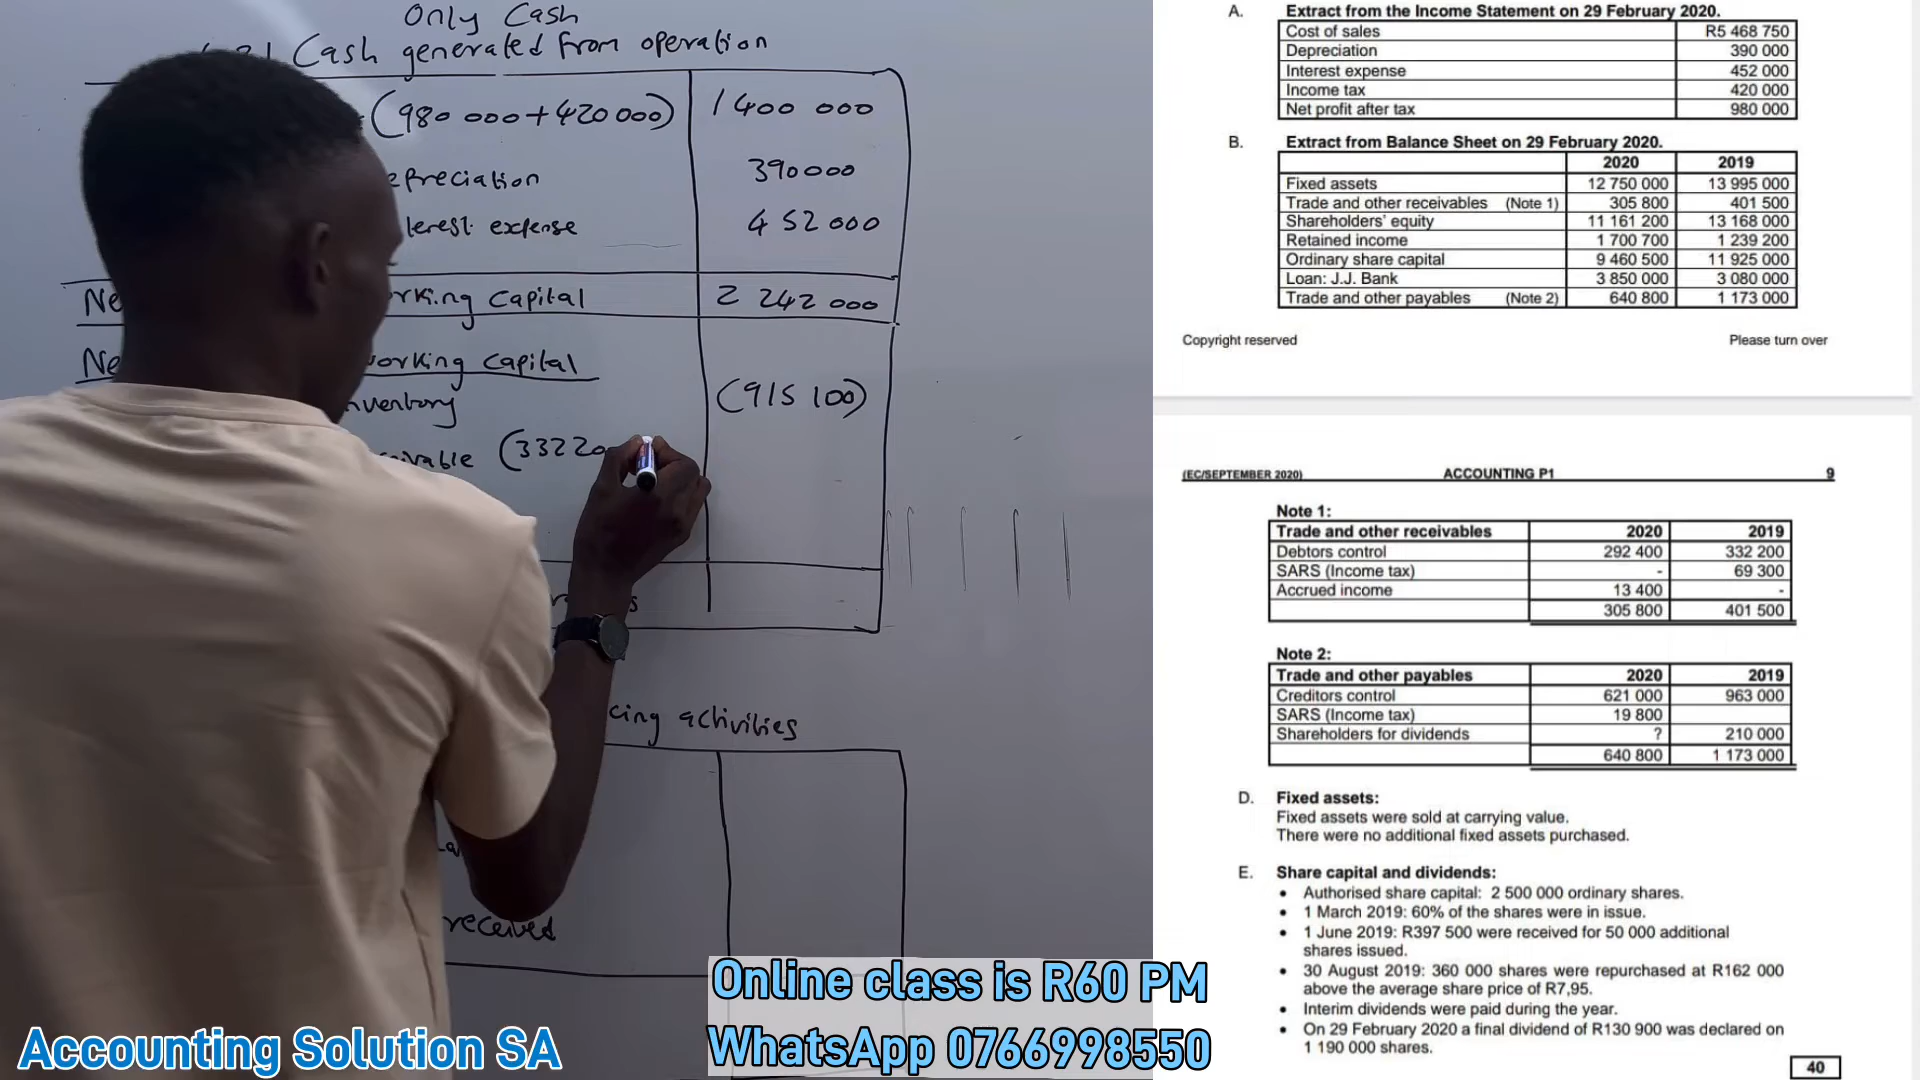 Only Cash
Cash generated from operation
(980 000 + 420 000) 1 400 000
epreciation 390000
terest expense 452 000
Ne orking Capital 2 242 000
Ne working Capital
nventory (915 100)
eivable (33220
cing activities
received
Online class is R60 PM
WhatsApp 0766998550
Accounting Solution SA
A. Extract from the Income Statement on 29 February 2020.
Cost of sales R5 468 750
Depreciation 390 000
Interest expense 452 000
Income tax 420 000
Net profit after tax 980 000
B. Extract from Balance Sheet on 29 February 2020.
2020 2019
Fixed assets 12 750 000 13 995 000
Trade and other receivables (Note 1) 305 800 401 500
Shareholders' equity 11 161 200 13 168 000
Retained income 1 700 700 1 239 200
Ordinary share capital 9 460 500 11 925 000
Loan: J.J. Bank 3 850 000 3 080 000
Trade and other payables (Note 2) 640 800 1 173 000
Copyright reserved Please turn over
(EC/SEPTEMBER 2020) ACCOUNTING P1 9
Note 1:
Trade and other receivables 2020 2019
Debtors control 292 400 332 200
SARS (Income tax) - 69 300
Accrued income 13 400 -
305 800 401 500
Note 2:
Trade and other payables 2020 2019
Creditors control 621 000 963 000
SARS (Income tax) 19 800
Shareholders for dividends ? 210 000
640 800 1 173 000
D. Fixed assets:
Fixed assets were sold at carrying value.
There were no additional fixed assets purchased.
E. Share capital and dividends:
• Authorised share capital: 2 500 000 ordinary shares.
• 1 March 2019: 60% of the shares were in issue.
• 1 June 2019: R397 500 were received for 50 000 additional
shares issued.
• 30 August 2019: 360 000 shares were repurchased at R162 000
above the average share price of R7,95.
• Interim dividends were paid during the year.
• On 29 February 2020 a final dividend of R130 900 was declared on
1 190 000 shares.
40